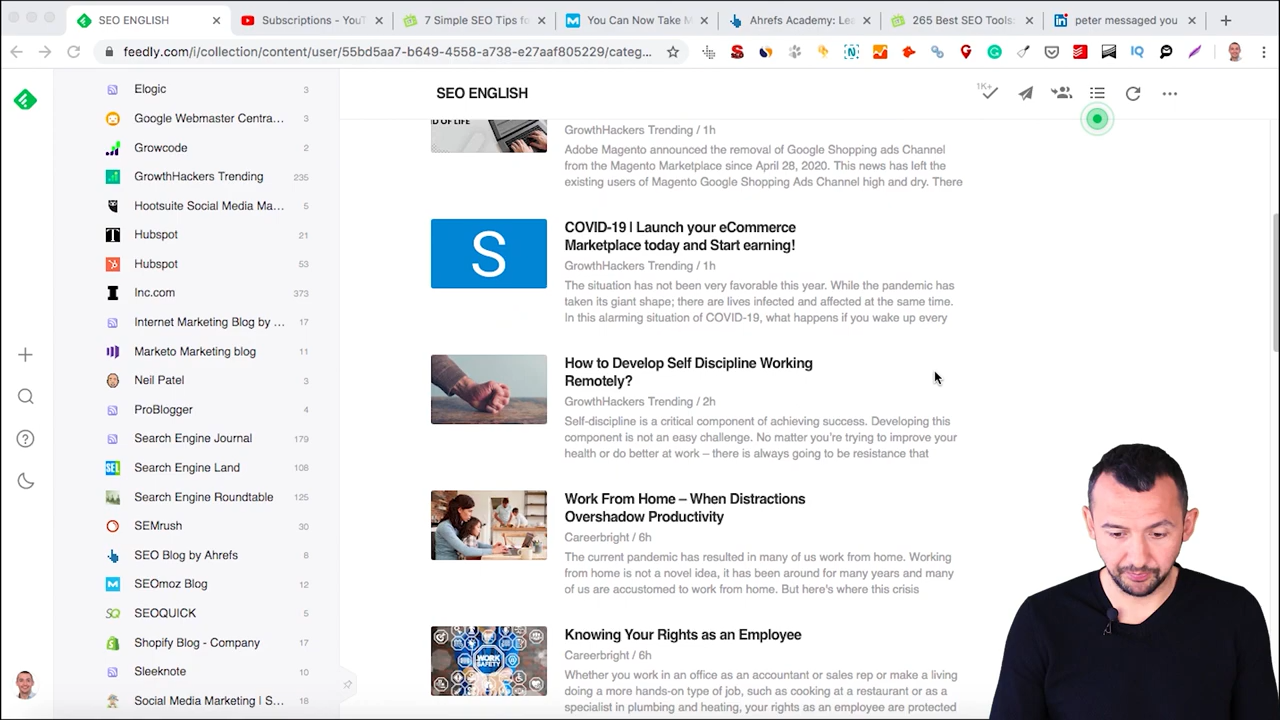 SEO ENGLISH
Subscriptions - YouT
7 Simple SEO Tips fo
You Can Now Take M
Ahrefs Academy: Lea
265 Best SEO Tools:
peter messaged you
feedly.com/i/collection/content/user/55bd5aa7-b649-4558-a738-e27aaf805229/categ...
Elogic 3
Google Webmaster Centra... 3
Growcode 2
GrowthHackers Trending 235
Hootsuite Social Media Ma...
Hubspot 21
Hubspot 53
Inc.com 373
Internet Marketing Blog by ... 17
Marketo Marketing blog 11
Neil Patel 3
ProBlogger 4
Search Engine Journal 179
Search Engine Land 108
Search Engine Roundtable 125
SEMrush 30
SEO Blog by Ahrefs 8
SEOmoz Blog 12
SEOQUICK 5
Shopify Blog - Company 17
Sleeknote 10
Social Media Marketing | S... 18
SEO ENGLISH
1K+
D OF LIFE
GrowthHackers Trending / 1h
Adobe Magento announced the removal of Google Shopping ads Channel
from the Magento Marketplace since April 28, 2020. This news has left the
existing users of Magento Google Shopping Ads Channel high and dry. There
S
COVID-19 | Launch your eCommerce
Marketplace today and Start earning!
GrowthHackers Trending / 1h
The situation has not been very favorable this year. While the pandemic has
taken its giant shape; there are lives infected and affected at the same time.
In this alarming situation of COVID-19, what happens if you wake up every
How to Develop Self Discipline Working
Remotely?
GrowthHackers Trending / 2h
Self-discipline is a critical component of achieving success. Developing this
component is not an easy challenge. No matter you're trying to improve your
health or do better at work – there is always going to be resistance that
Work From Home – When Distractions
Overshadow Productivity
Careerbright / 6h
The current pandemic has resulted in many of us work from home. Working
from home is not a novel idea, it has been around for many years and many
of us are accustomed to work from home. But here's where this crisis
WORK
SAFETY
Knowing Your Rights as an Employee
Careerbright / 6h
Whether you work in an office as an accountant or sales rep or make a living
doing a more hands-on type of job, such as cooking at a restaurant or as a
specialist in plumbing and heating, your rights as an employee are protected